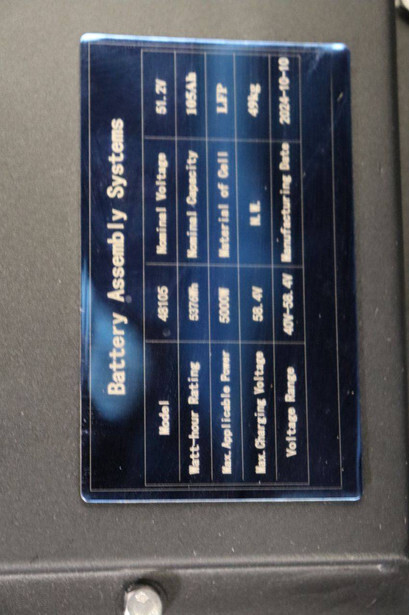 Battery Assembly Systems
Model 48105 Nominal Voltage 51.2V
Watt-hour Rating 5376Wh Nominal Capacity 105Ah
Max.Applicable Power 5000W Material of Cell LFP
Max.Charging Voltage 58.4V N.W. 49kg
Voltage Range 40V-58.4V Manufacturing Date 2024-10-10